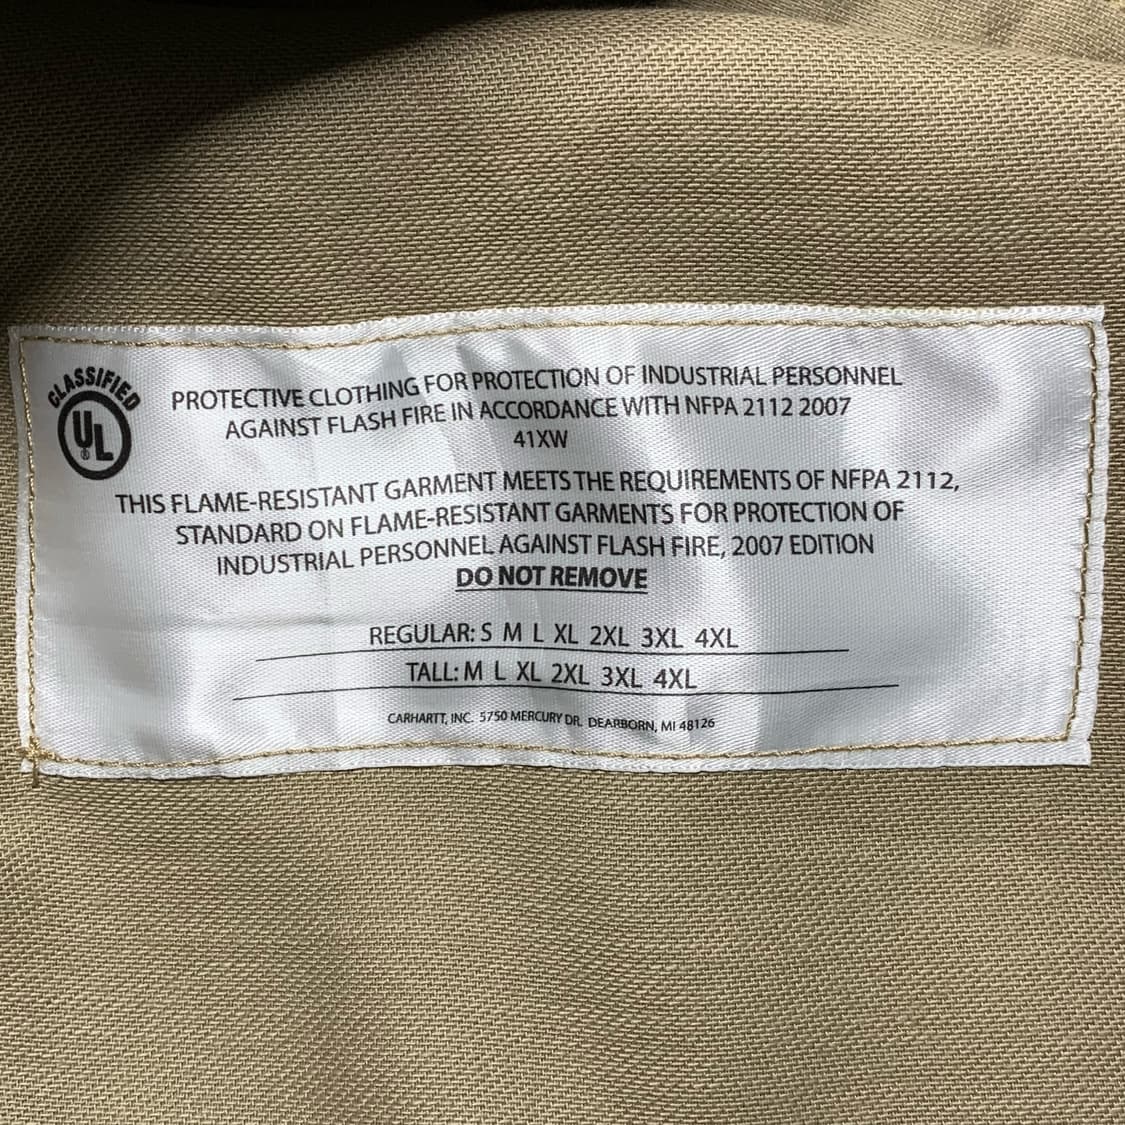 CLASSIFIED
UL
®
PROTECTIVE CLOTHING FOR PROTECTION OF INDUSTRIAL PERSONNEL
AGAINST FLASH FIRE IN ACCORDANCE WITH NFPA 2112 2007
41XW
THIS FLAME-RESISTANT GARMENT MEETS THE REQUIREMENTS OF NFPA 2112,
STANDARD ON FLAME-RESISTANT GARMENTS FOR PROTECTION OF
INDUSTRIAL PERSONNEL AGAINST FLASH FIRE, 2007 EDITION
DO NOT REMOVE
REGULAR: S M L XL 2XL 3XL 4XL
TALL: M L XL 2XL 3XL 4XL
CARHARTT, INC. 5750 MERCURY DR. DEARBORN, MI 48126